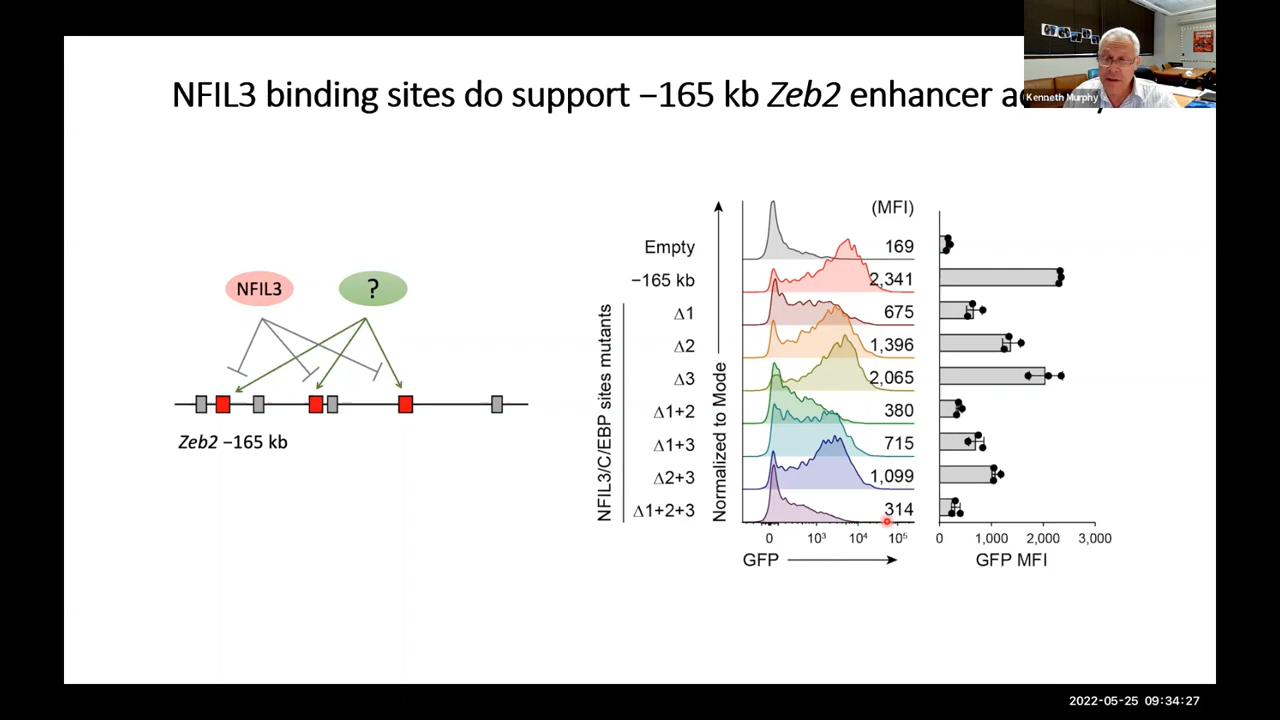 NFIL3 binding sites do support −165 kb Zeb2 enhancer
Kenneth Murphy
NFIL3
?
Zeb2 −165 kb
(MFI)
Empty 169
−165 kb 2,341
NFIL3/C/EBP sites mutants
Δ1 675
Δ2 1,396
Δ3 2,065
Δ1+2 380
Δ1+3 715
Δ2+3 1,099
Δ1+2+3 314
Normalized to Mode
0 10³ 10⁴ 10⁵
GFP
0 1,000 2,000 3,000
GFP MFI
2022-05-25 09:34:27